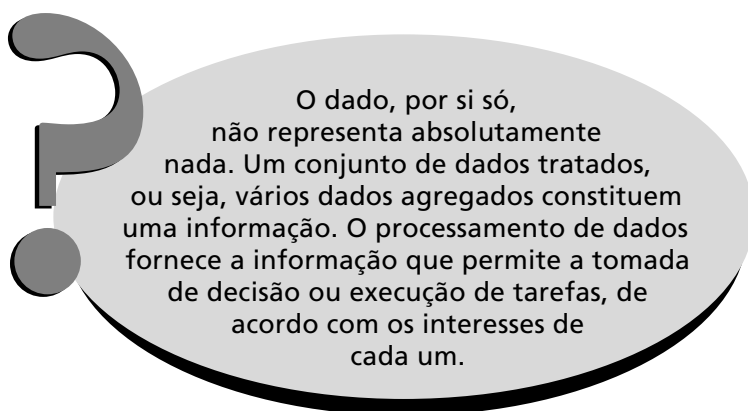 O dado, por si só,
não representa absolutamente
nada. Um conjunto de dados tratados,
ou seja, vários dados agregados constituem
uma informação. O processamento de dados
fornece a informação que permite a tomada
de decisão ou execução de tarefas, de
acordo com os interesses de
cada um.